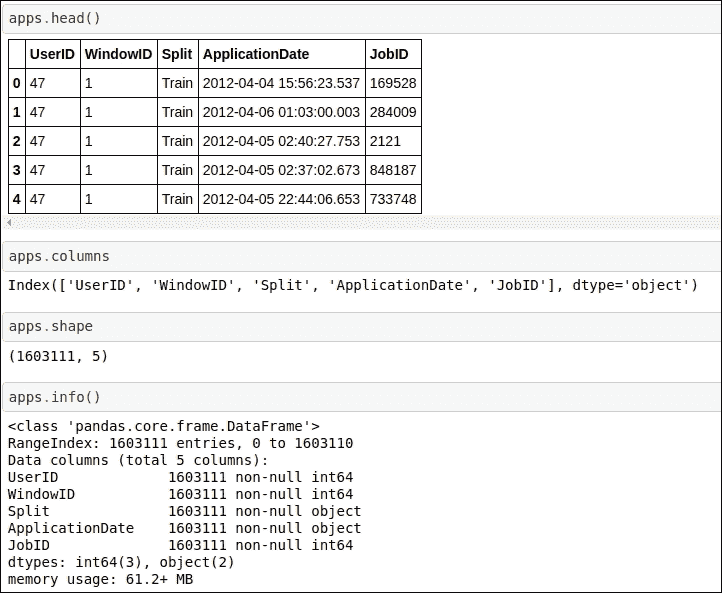 apps.head()
UserID WindowID Split ApplicationDate JobID
0 47 1 Train 2012-04-04 15:56:23.537 169528
1 47 1 Train 2012-04-06 01:03:00.003 284009
2 47 1 Train 2012-04-05 02:40:27.753 2121
3 47 1 Train 2012-04-05 02:37:02.673 848187
4 47 1 Train 2012-04-05 22:44:06.653 733748
apps.columns
Index(['UserID', 'WindowID', 'Split', 'ApplicationDate', 'JobID'], dtype='object')
apps.shape
(1603111, 5)
apps.info()
<class 'pandas.core.frame.DataFrame'>
RangeIndex: 1603111 entries, 0 to 1603110
Data columns (total 5 columns):
UserID 1603111 non-null int64
WindowID 1603111 non-null int64
Split 1603111 non-null object
ApplicationDate 1603111 non-null object
JobID 1603111 non-null int64
dtypes: int64(3), object(2)
memory usage: 61.2+ MB